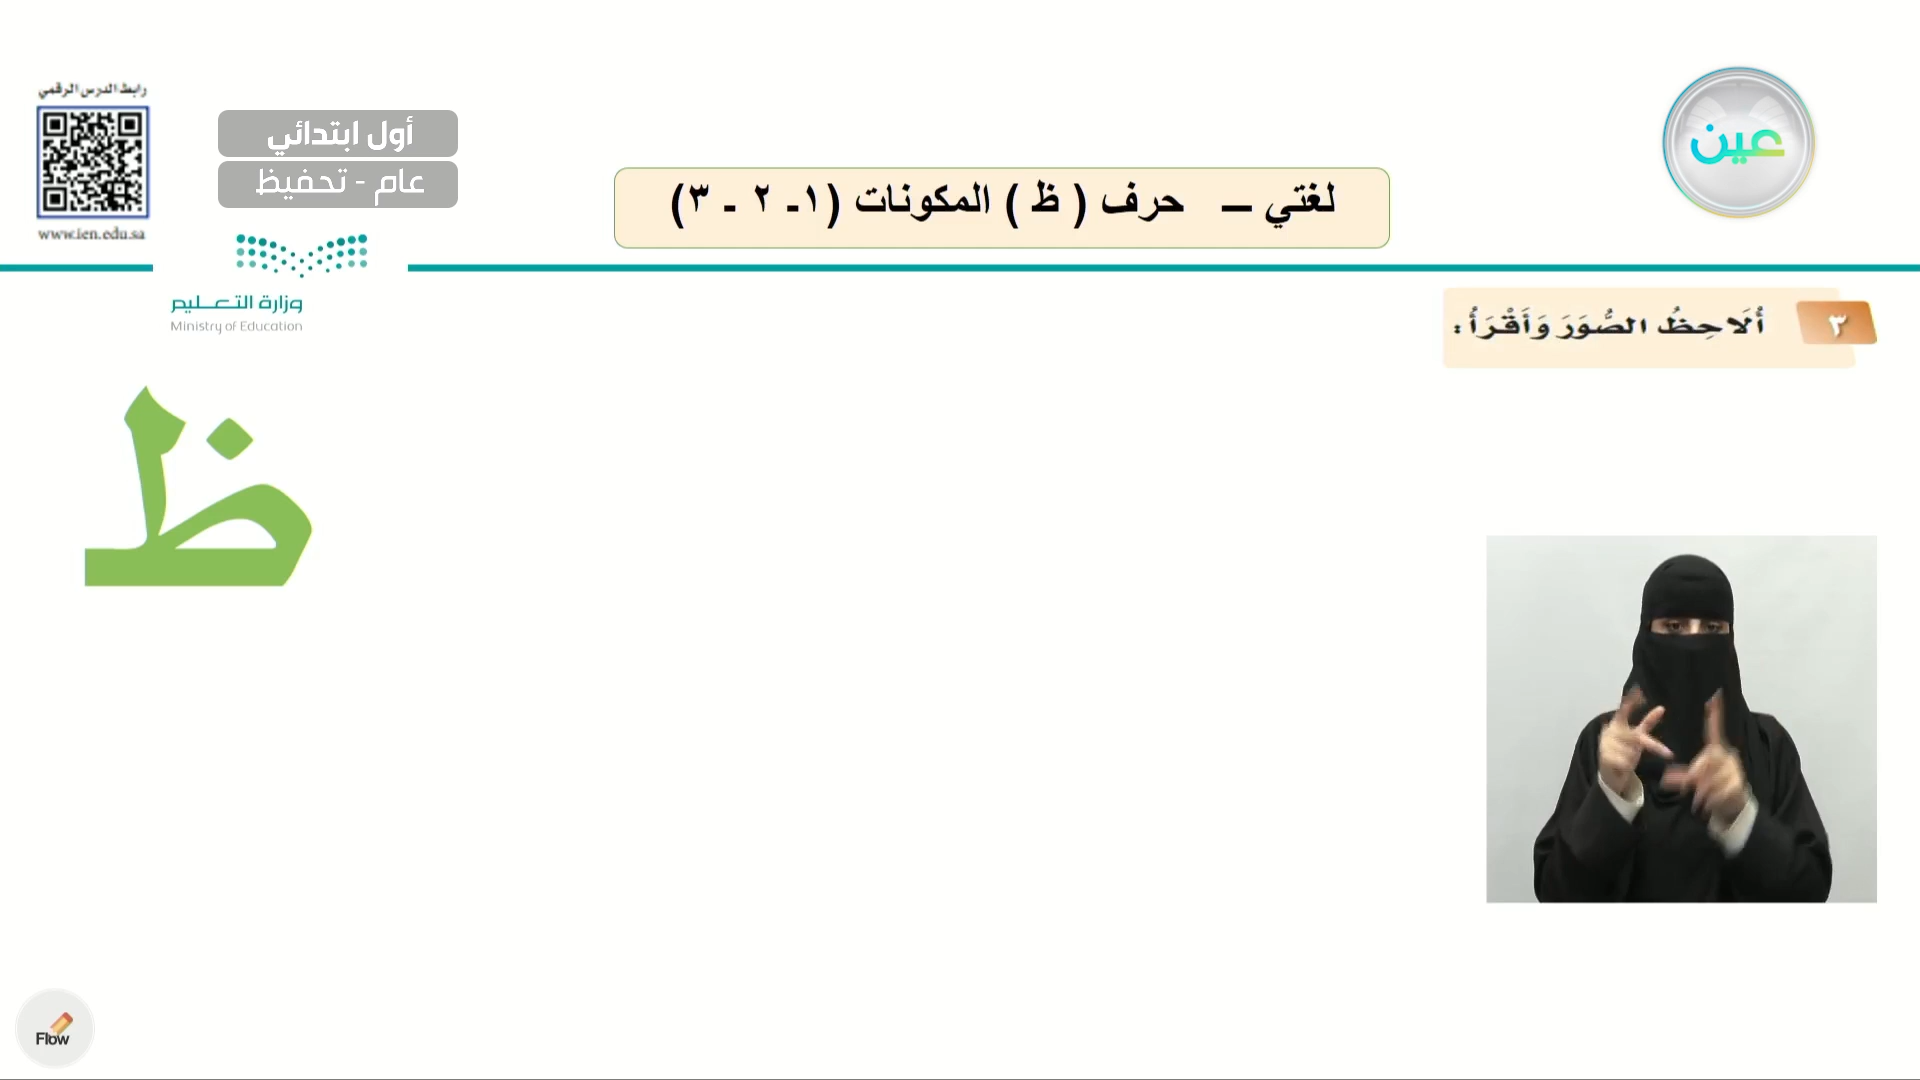 رابط الدرس الرقمي
www.ien.edu.sa
أول ابتدائي
عام - تحفيظ
وزارة التعليم
Ministry of Education
عين
لغتي – حرف ( ظ ) المكونات (١- ٢ - ٣)
٣ أُلَاحِظُ الصُّوَرَ وَأَقْرَأُ :
ظ
Flow